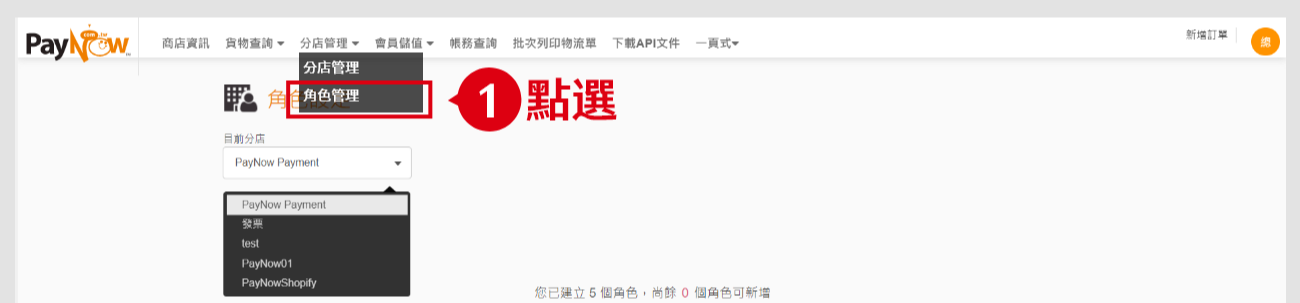 PayNow.com.tw
商店資訊 貨物查詢 分店管理 會員儲值 帳務查詢 批次列印物流單 下載API文件 一頁式 新增訂單 總
分店管理
角色管理
1 點選
目前分店
PayNow Payment
PayNow Payment
發票
test
PayNow01
PayNowShopify
您已建立 5 個角色，尚餘 0 個角色可新增